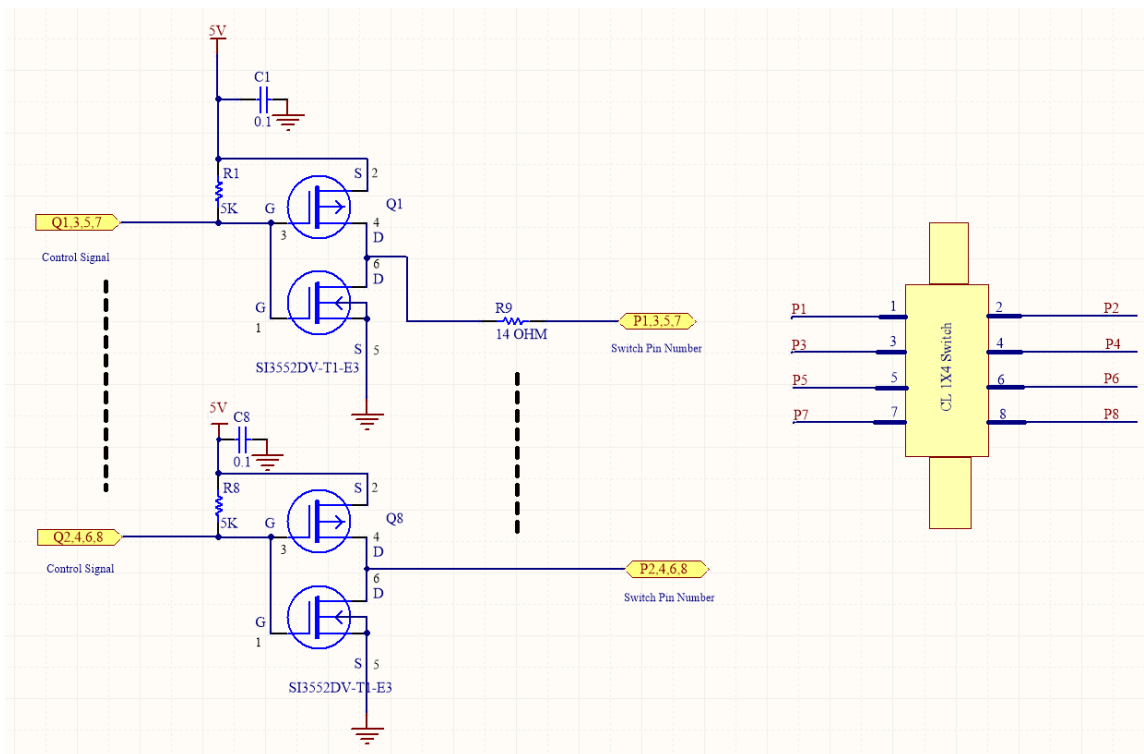 5V
C1
0.1
R1
5K
S 2
Q1
G
3
4
D
Q1,3,5,7
Control Signal
6
D
G
1
S 5
SI3552DV-T1-E3
R9
14 OHM
P1,3,5,7
Switch Pin Number
5V
C8
0.1
R8
5K
S 2
Q8
G
3
4
D
Q2,4,6,8
Control Signal
6
D
G
1
S 5
SI3552DV-T1-E3
P2,4,6,8
Switch Pin Number
P1 1 2 P2
P3 3 4 P4
P5 5 6 P6
P7 7 8 P8
CL 1X4 Switch